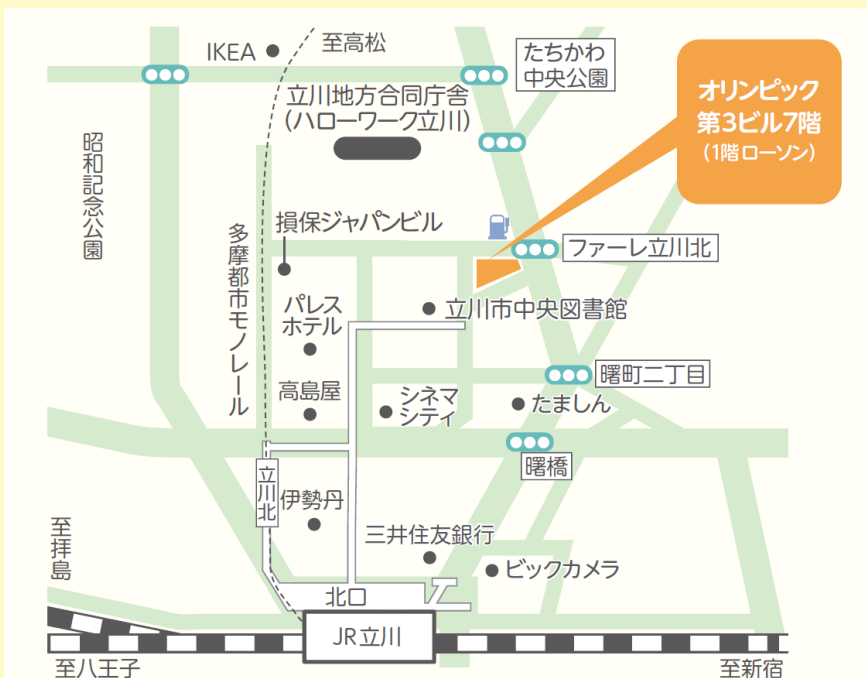 IKEA
至高松
たちかわ
中央公園
オリンピック
第3ビル7階
(1階 ローソン)
立川地方合同庁舎
(ハローワーク立川)
昭和記念公園
多摩都市モノレール
損保ジャパンビル
ファーレ立川北
パレス
ホテル
立川市中央図書館
高島屋
シネマ
シティ
曙町二丁目
たましん
曙橋
立川北
伊勢丹
三井住友銀行
ビックカメラ
至拝島
北口
JR立川
至八王子
至新宿